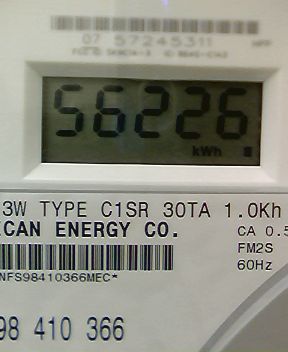 07 57245311
56226
kWh
3W TYPE C1SR 30TA 1.0Kh
ICAN ENERGY CO. CA 0.5
FM2S
NFS98410366MEC* 60Hz
98 410 366